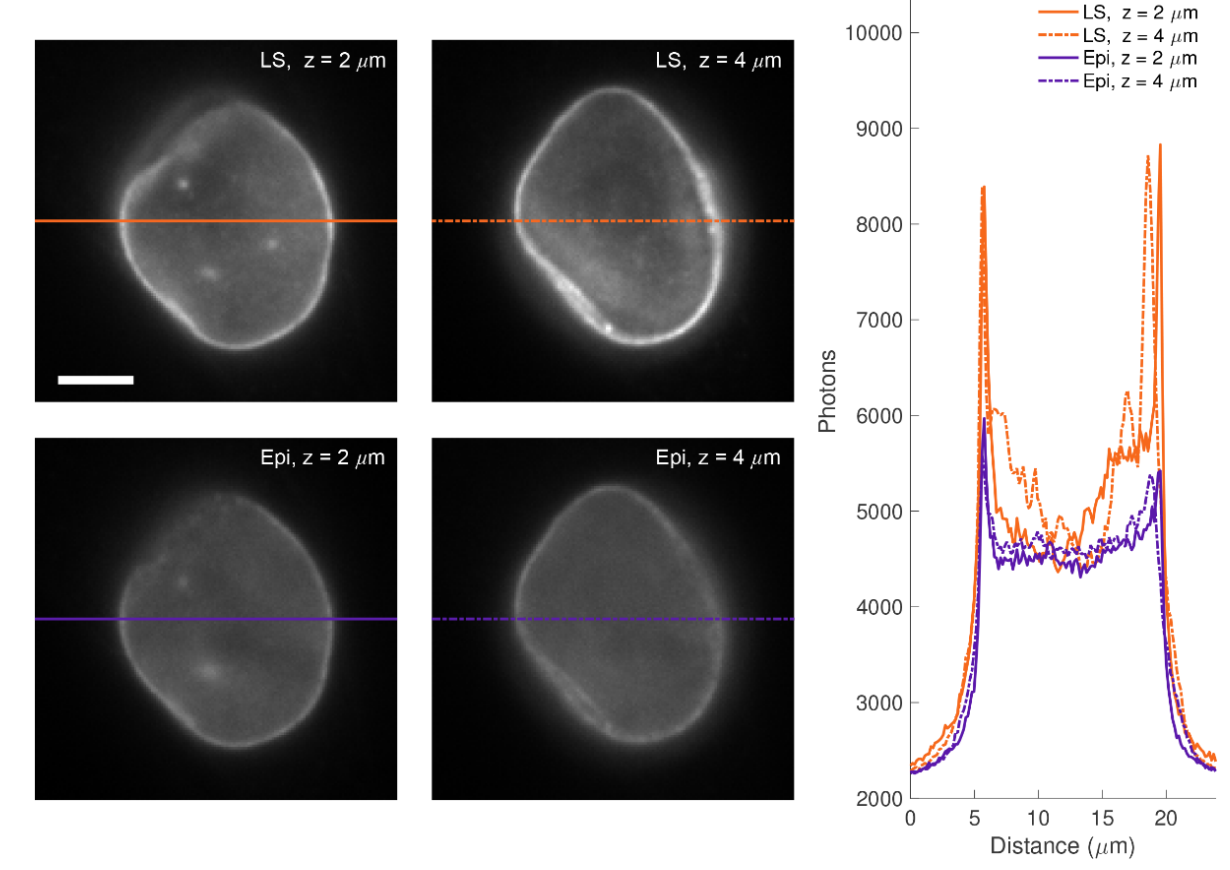 LS, z = 2 μm
LS, z = 4 μm
Epi, z = 2 μm
Epi, z = 4 μm
LS, z = 2 μm
LS, z = 4 μm
Epi, z = 2 μm
Epi, z = 4 μm
10000
9000
8000
7000
6000
5000
4000
3000
2000
Photons
0 5 10 15 20
Distance (μm)